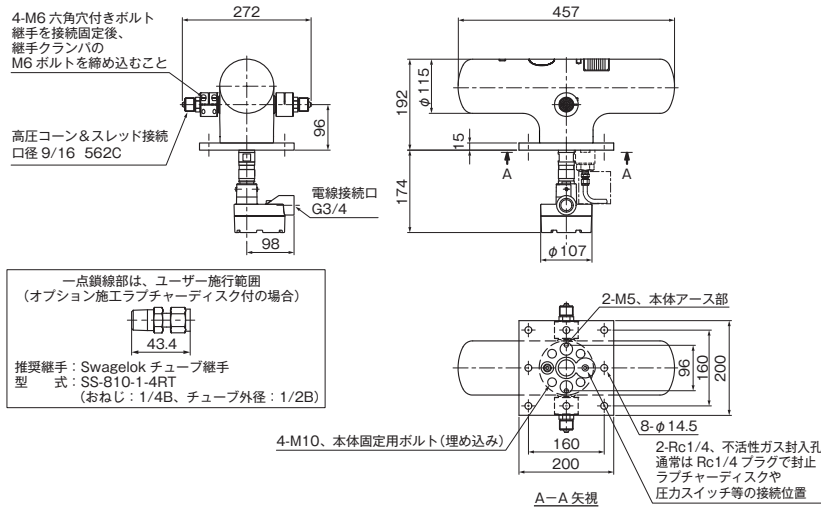 4-M6 六角穴付きボルト
継手を接続固定後、
継手クランパの
M6 ボルトを締め込むこと
272
高圧コーン&スレッド接続
口径 9/16 562C
96
電線接続口
G3/4
98
457
192
φ115
15
174
A
A
φ107
一点鎖線部は、ユーザー施行範囲
(オプション施工ラプチャーディスク付の場合)
43.4
推奨継手:Swagelok チューブ継手
型 式:SS-810-1-4RT
(おねじ:1/4B、チューブ外径:1/2B)
2-M5、本体アース部
96
160
200
8-φ14.5
4-M10、本体固定用ボルト(埋め込み)
160
200
2-Rc1/4、不活性ガス封入孔
通常は Rc1/4 プラグで封止
ラプチャーディスクや
圧力スイッチ等の接続位置
A-A 矢視